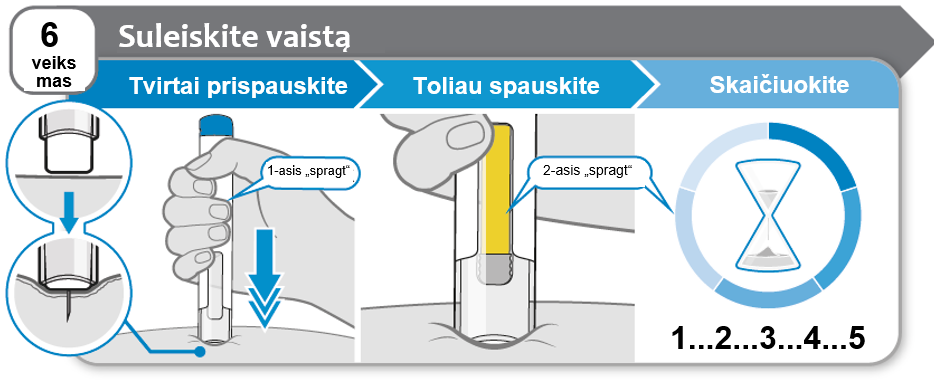 6
veiks
mas
Suleiskite vaistą
Tvirtai prispauskite
Toliau spauskite
Skaičiuokite
1-asis „spragt“
2-asis „spragt“
1...2...3...4...5